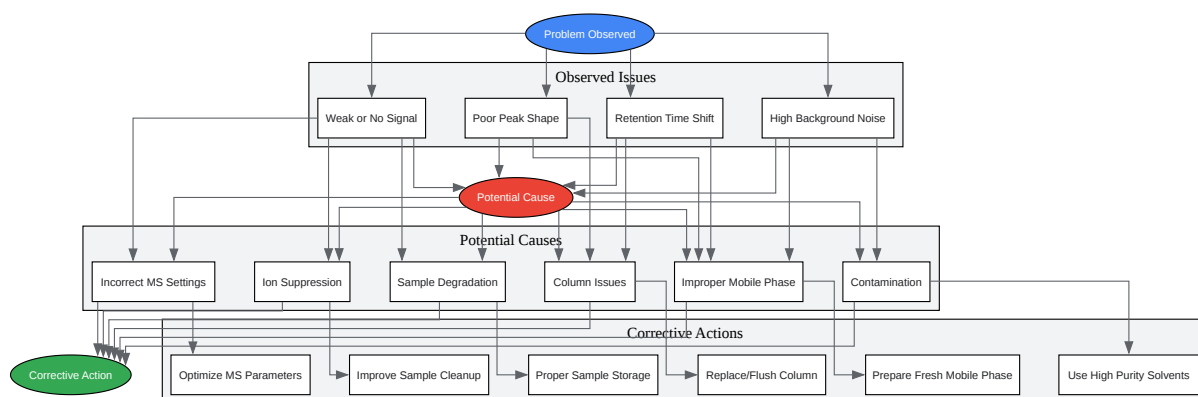 Problem Observed
Observed Issues
Weak or No Signal
Poor Peak Shape
Retention Time Shift
High Background Noise
Potential Cause
Potential Causes
Incorrect MS Settings
Ion Suppression
Sample Degradation
Column Issues
Improper Mobile Phase
Contamination
Corrective Actions
Corrective Action
Optimize MS Parameters
Improve Sample Cleanup
Proper Sample Storage
Replace/Flush Column
Prepare Fresh Mobile Phase
Use High Purity Solvents